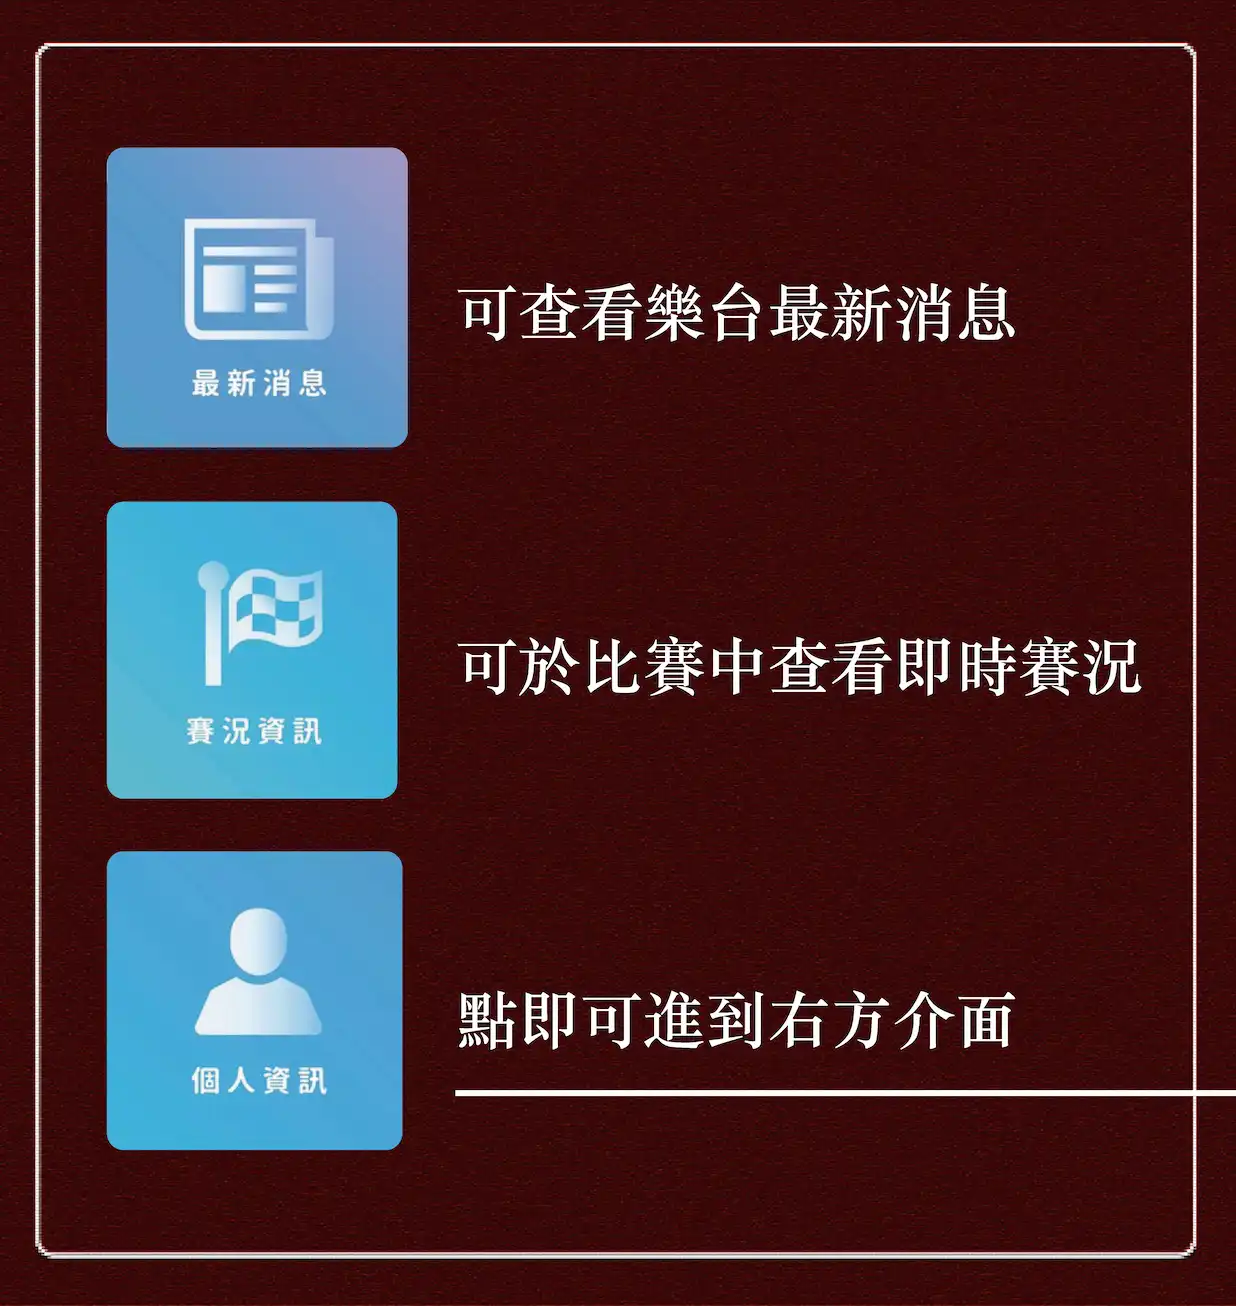 最新消息
可查看樂台最新消息
賽況資訊
可於比賽中查看即時賽況
個人資訊
點即可進到右方介面